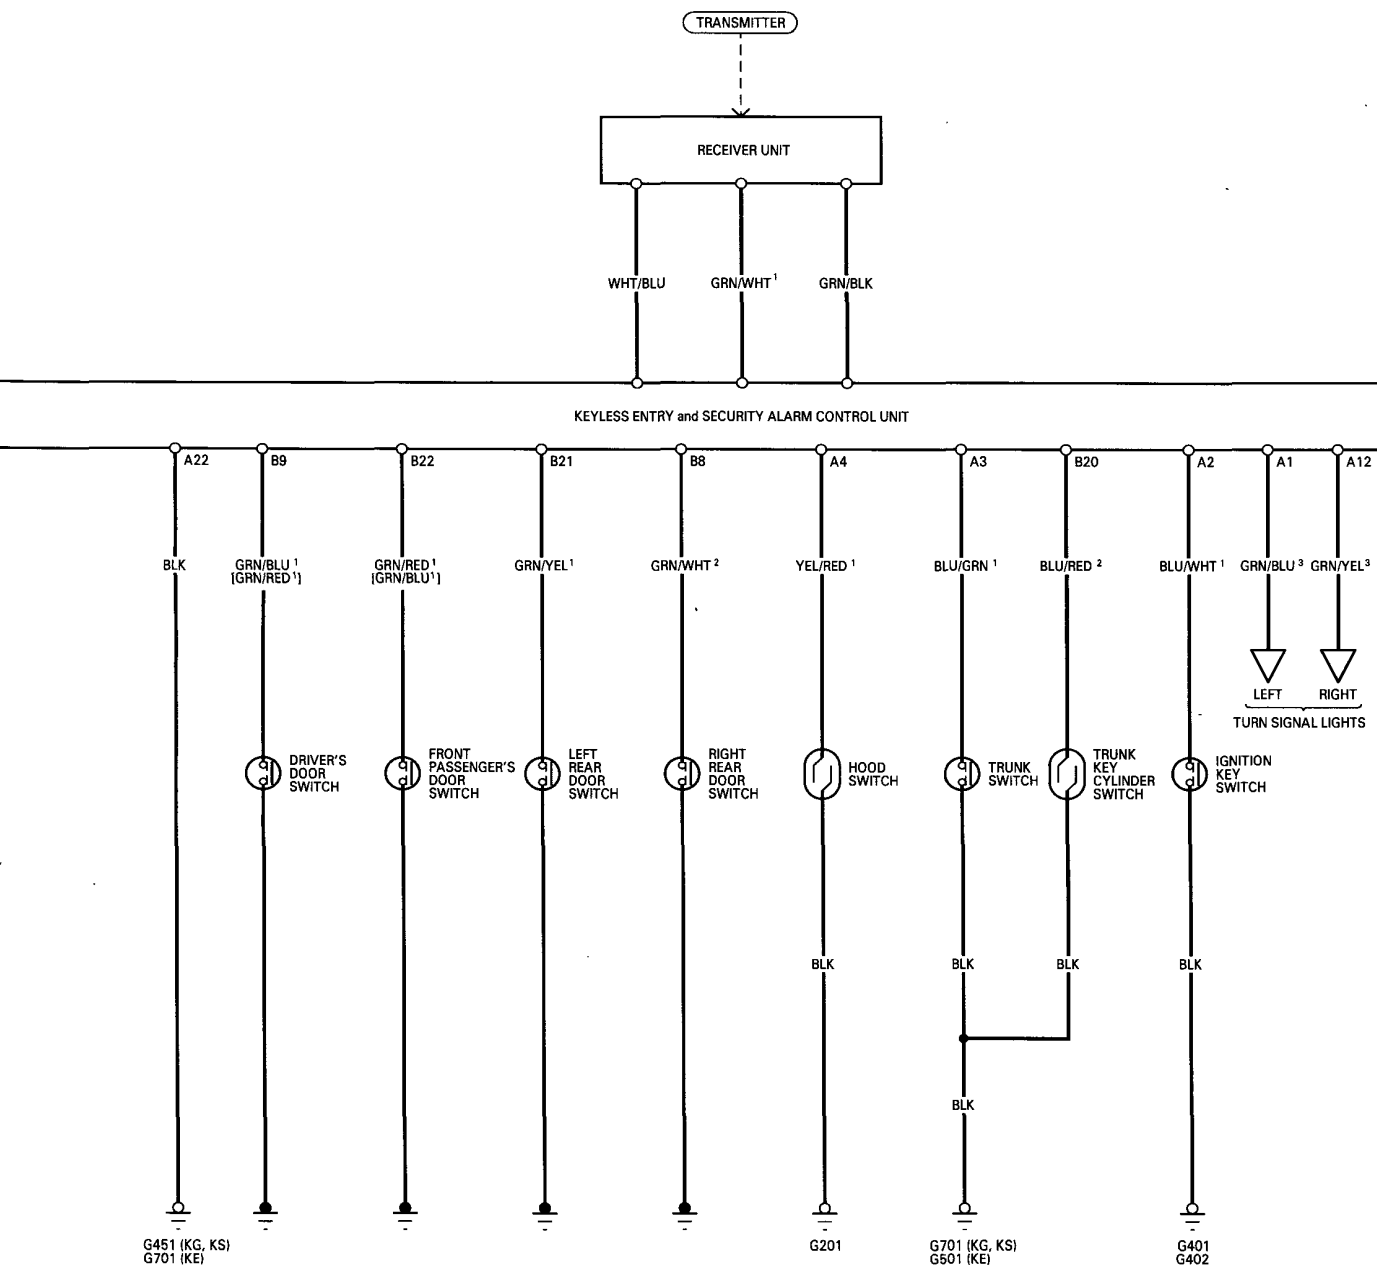 TRANSMITTER
RECEIVER UNIT
WHT/BLU
GRN/WHT 1
GRN/BLK
KEYLESS ENTRY and SECURITY ALARM CONTROL UNIT
A22
B9
B22
B21
B8
A4
A3
B20
A2
A1
A12
BLK
GRN/BLU 1
[GRN/RED 1]
GRN/RED 1
[GRN/BLU 1]
GRN/YEL 1
GRN/WHT 2
YEL/RED 1
BLU/GRN 1
BLU/RED 2
BLU/WHT 1
GRN/BLU 3
GRN/YEL 3
LEFT
RIGHT
TURN SIGNAL LIGHTS
DRIVER'S
DOOR
SWITCH
FRONT
PASSENGER'S
DOOR
SWITCH
LEFT
REAR
DOOR
SWITCH
RIGHT
REAR
DOOR
SWITCH
HOOD
SWITCH
TRUNK
SWITCH
TRUNK
KEY
CYLINDER
SWITCH
IGNITION
KEY
SWITCH
BLK
BLK
BLK
BLK
BLK
G451 (KG, KS)
G701 (KE)
G201
G701 (KG, KS)
G501 (KE)
G401
G402